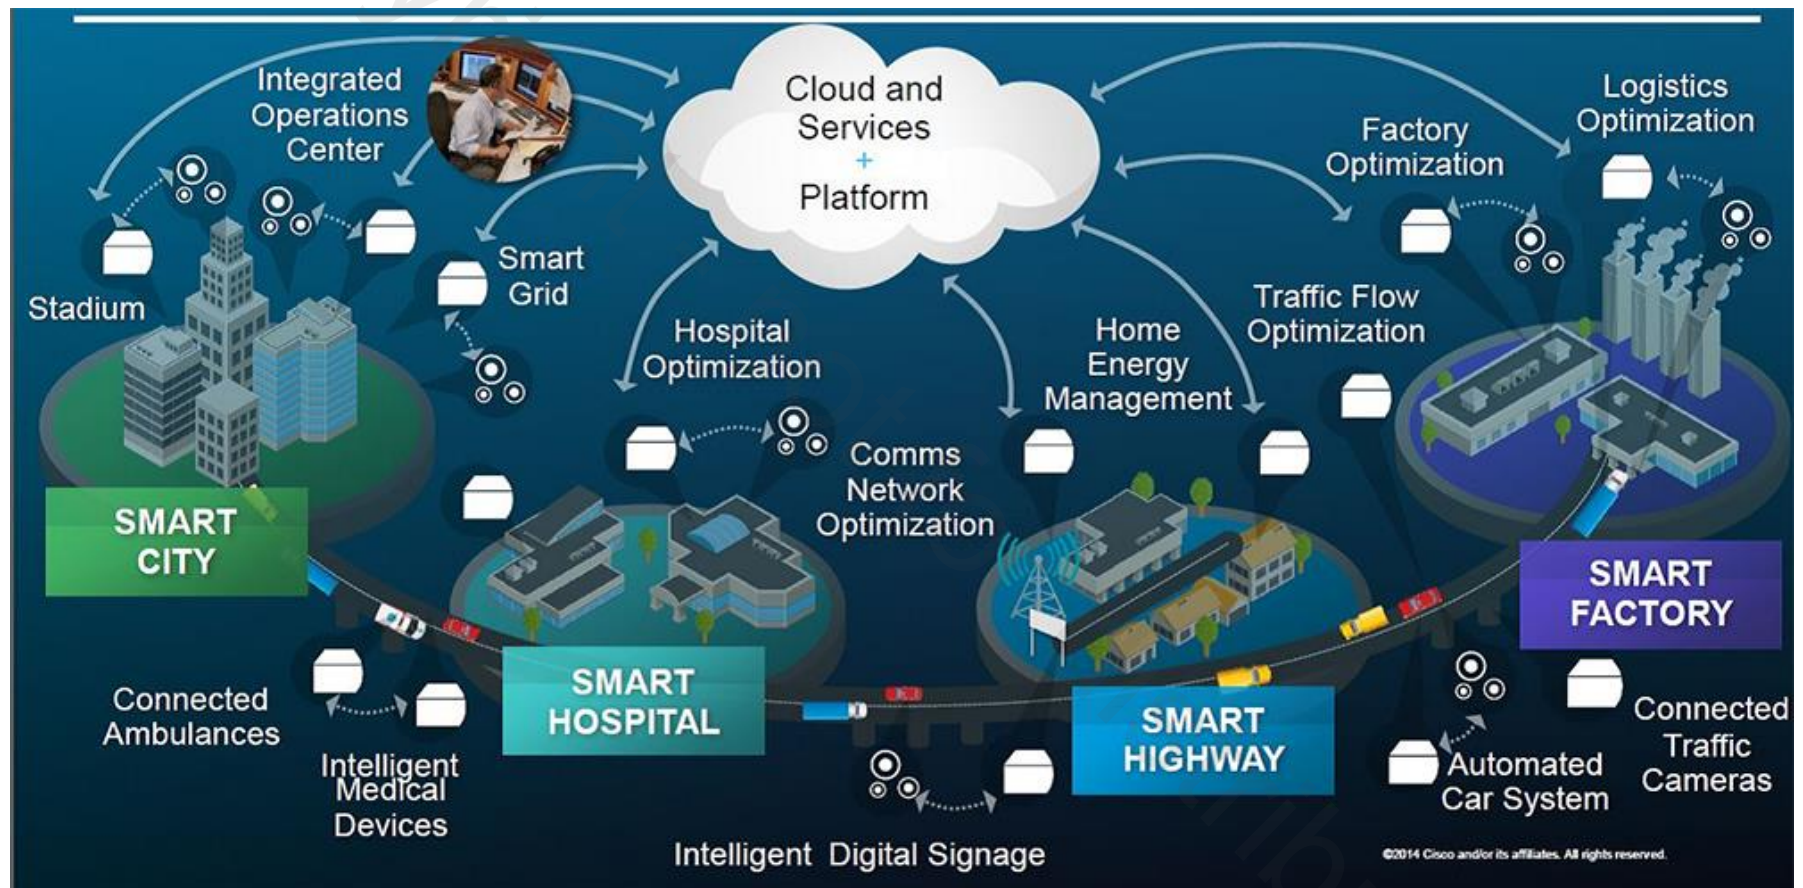 Integrated
Operations
Center
Cloud and
Services
+
Platform
Logistics
Optimization
Factory
Optimization
Stadium
Smart
Grid
Hospital
Optimization
Home
Energy
Management
Traffic Flow
Optimization
Comms
Network
Optimization
SMART
CITY
SMART
HOSPITAL
SMART
HIGHWAY
SMART
FACTORY
Connected
Ambulances
Intelligent
Medical
Devices
Intelligent Digital Signage
Automated
Car System
Connected
Traffic
Cameras
©2014 Cisco and/or its affiliates. All rights reserved.